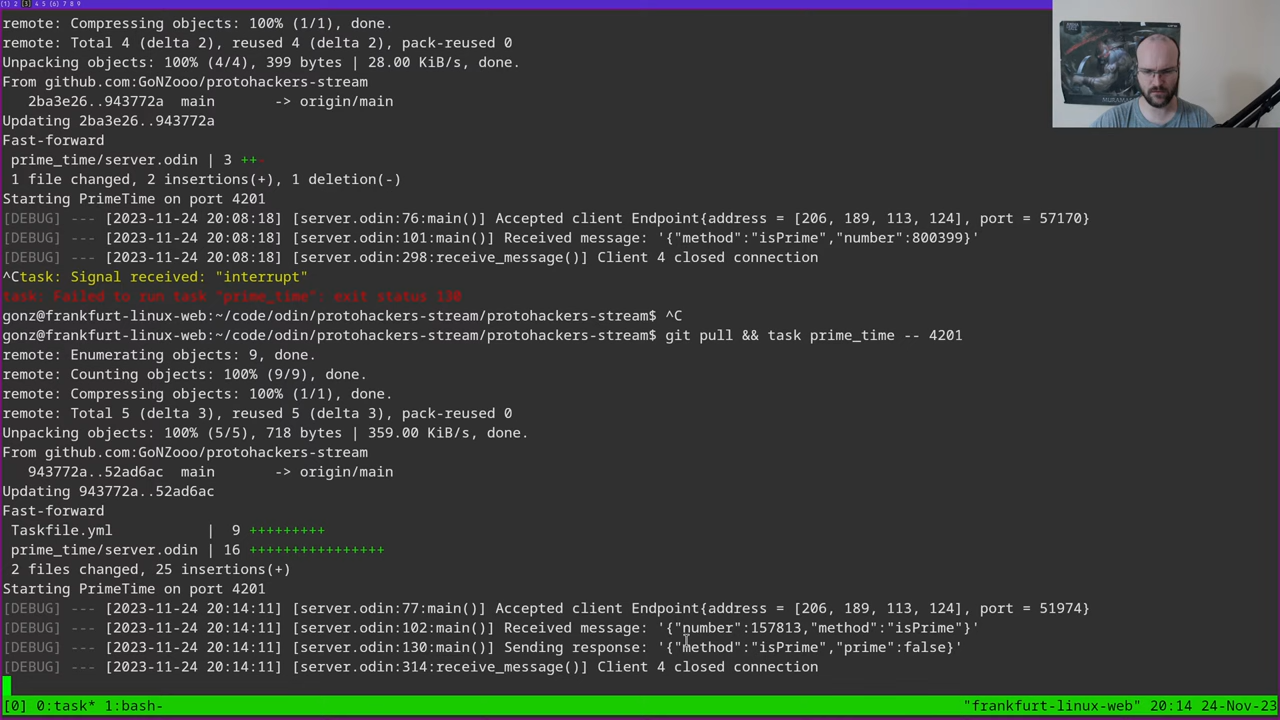 (1) 2 [3] 4 5 (6) 7 8 9
remote: Compressing objects: 100% (1/1), done.
remote: Total 4 (delta 2), reused 4 (delta 2), pack-reused 0
Unpacking objects: 100% (4/4), 399 bytes | 28.00 KiB/s, done.
From github.com:GoNZooo/protohackers-stream
   2ba3e26..943772a  main       -> origin/main
Updating 2ba3e26..943772a
Fast-forward
 prime_time/server.odin | 3 ++-
 1 file changed, 2 insertions(+), 1 deletion(-)
Starting PrimeTime on port 4201
[DEBUG] --- [2023-11-24 20:08:18] [server.odin:76:main()] Accepted client Endpoint{address = [206, 189, 113, 124], port = 57170}
[DEBUG] --- [2023-11-24 20:08:18] [server.odin:101:main()] Received message: '{"method":"isPrime","number":800399}'
[DEBUG] --- [2023-11-24 20:08:18] [server.odin:298:receive_message()] Client 4 closed connection
^Ctask: Signal received: "interrupt"
task: Failed to run task "prime_time": exit status 130
gonz@frankfurt-linux-web:~/code/odin/protohackers-stream/protohackers-stream$ ^C
gonz@frankfurt-linux-web:~/code/odin/protohackers-stream/protohackers-stream$ git pull && task prime_time -- 4201
remote: Enumerating objects: 9, done.
remote: Counting objects: 100% (9/9), done.
remote: Compressing objects: 100% (1/1), done.
remote: Total 5 (delta 3), reused 5 (delta 3), pack-reused 0
Unpacking objects: 100% (5/5), 718 bytes | 359.00 KiB/s, done.
From github.com:GoNZooo/protohackers-stream
   943772a..52ad6ac  main       -> origin/main
Updating 943772a..52ad6ac
Fast-forward
 Taskfile.yml           |  9 +++++++++
 prime_time/server.odin | 16 ++++++++++++++++
 2 files changed, 25 insertions(+)
Starting PrimeTime on port 4201
[DEBUG] --- [2023-11-24 20:14:11] [server.odin:77:main()] Accepted client Endpoint{address = [206, 189, 113, 124], port = 51974}
[DEBUG] --- [2023-11-24 20:14:11] [server.odin:102:main()] Received message: '{"number":157813,"method":"isPrime"}'
[DEBUG] --- [2023-11-24 20:14:11] [server.odin:130:main()] Sending response: '{"method":"isPrime","prime":false}'
[DEBUG] --- [2023-11-24 20:14:11] [server.odin:314:receive_message()] Client 4 closed connection
[0] 0:task* 1:bash- "frankfurt-linux-web" 20:14 24-Nov-23